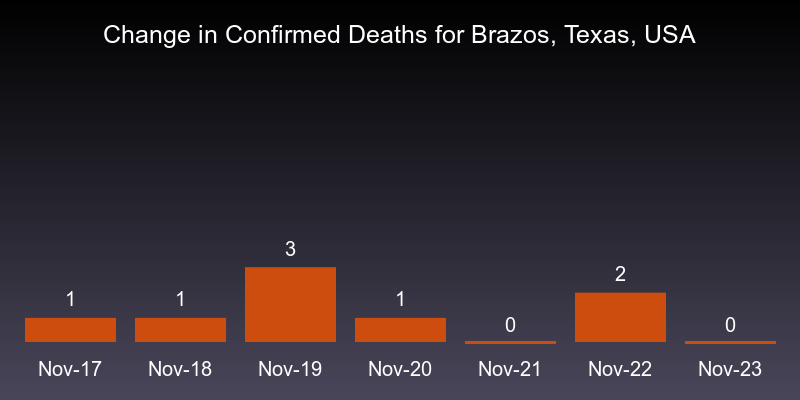 Change in Confirmed Deaths for Brazos, Texas, USA
1 1 3 1 0 2 0
Nov-17 Nov-18 Nov-19 Nov-20 Nov-21 Nov-22 Nov-23